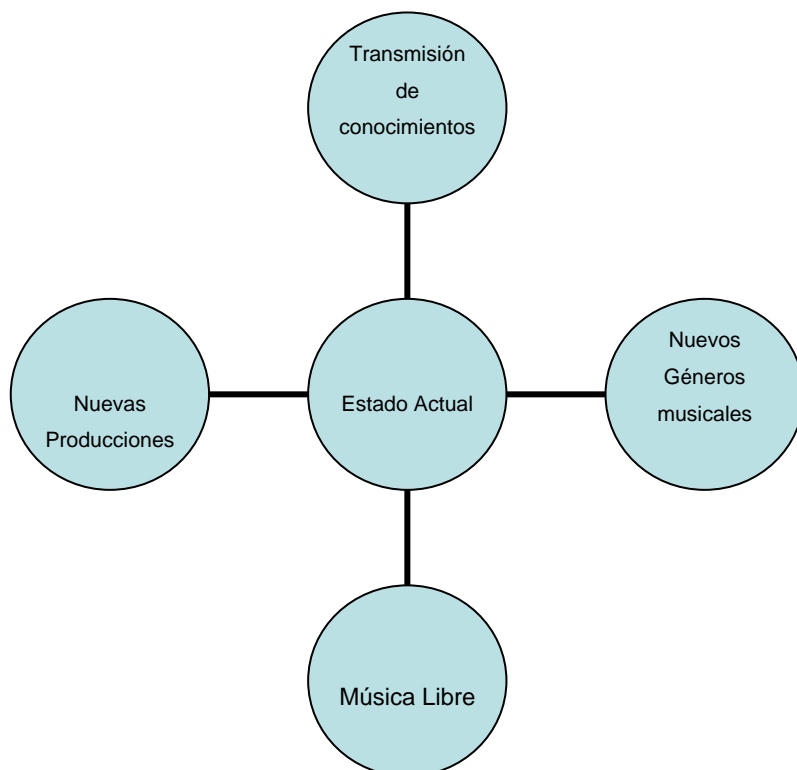 Transmisión
de
conocimientos
Nuevas
Producciones
Estado Actual
Nuevos
Géneros
musicales
Música Libre